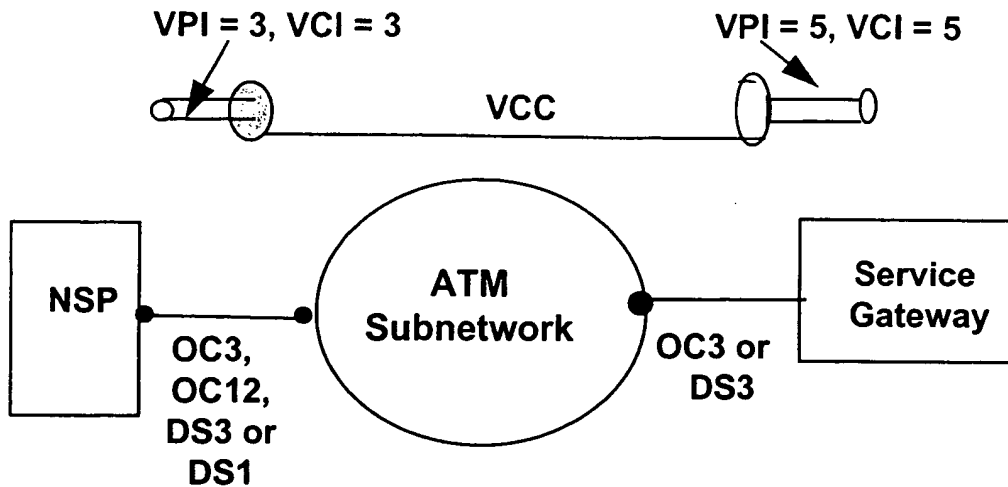 VPI = 3, VCI = 3
VPI = 5, VCI = 5
VCC
NSP
ATM
Subnetwork
Service
Gateway
OC3,
OC12,
DS3 or
DS1
OC3 or
DS3